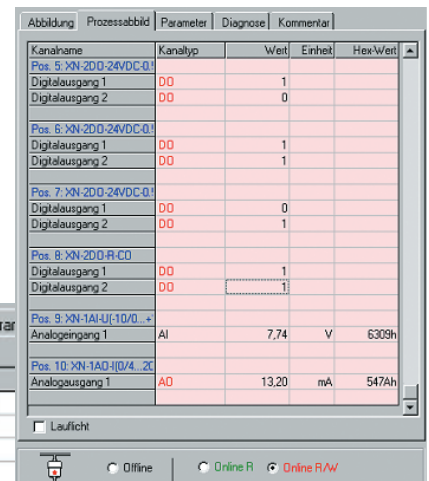 Abbildung Prozessabbild Parameter Diagnose Kommentar
Kanalname Kanaltyp Wert Einheit Hex-Wert
Pos. 5: XN-2DO-24VDC-0.
Digitalausgang 1 DO 1
Digitalausgang 2 DO 0
Pos. 6: XN-2DO-24VDC-0.
Digitalausgang 1 DO 1
Digitalausgang 2 DO 1
Pos. 7: XN-2DO-24VDC-0.
Digitalausgang 1 DO 0
Digitalausgang 2 DO 1
Pos. 8: XN-2DO-R-CO
Digitalausgang 1 DO 1
Digitalausgang 2 DO 1
Pos. 9: XN-1AI-U(-10/0...+
Analogeingang 1 AI 7,74 V 6309h
Pos. 10: XN-1AO-I(0/4...20
Analogausgang 1 AO 13,20 mA 547Ah
Lauflicht
Offline Online R Online R/W